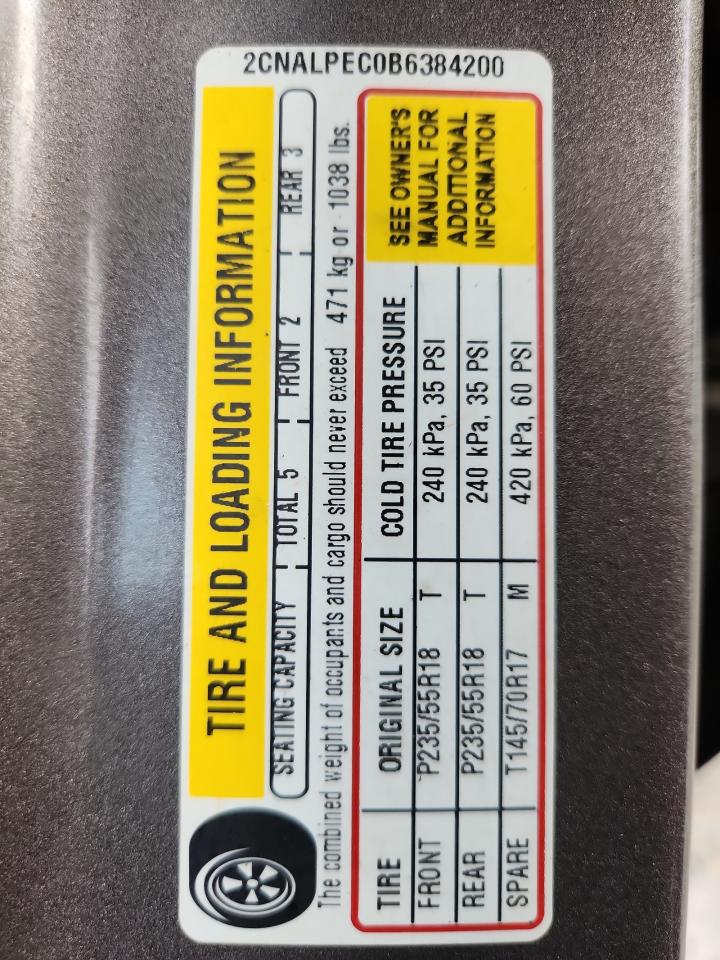 2CNALPEC0B6384200
TIRE AND LOADING INFORMATION
SEATING CAPACITY TOTAL 5 FRONT 2 REAR 3
The combined weight of occupants and cargo should never exceed 471 kg or 1038 lbs.
TIRE ORIGINAL SIZE COLD TIRE PRESSURE
FRONT P235/55R18 T 240 kPa, 35 PSI
REAR P235/55R18 T 240 kPa, 35 PSI
SPARE T145/70R17 M 420 kPa, 60 PSI
SEE OWNER'S
MANUAL FOR
ADDITIONAL
INFORMATION